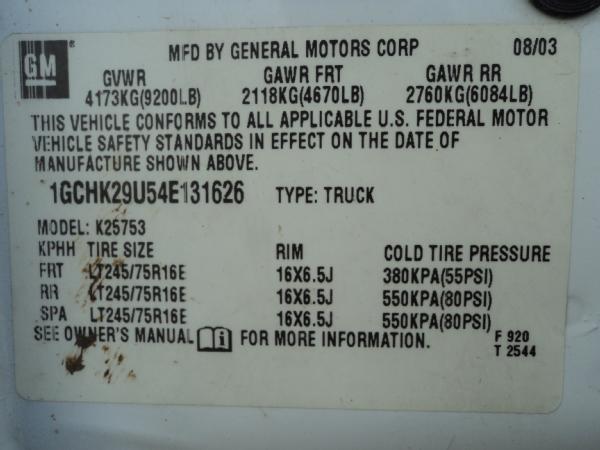 GM
MFD BY GENERAL MOTORS CORP 08/03
GVWR GAWR FRT GAWR RR
4173KG(9200LB) 2118KG(4670LB) 2760KG(6084LB)
THIS VEHICLE CONFORMS TO ALL APPLICABLE U.S. FEDERAL MOTOR
VEHICLE SAFETY STANDARDS IN EFFECT ON THE DATE OF
MANUFACTURE SHOWN ABOVE.
1GCHK29U54E131626 TYPE: TRUCK
MODEL: K25753
KPHH TIRE SIZE RIM COLD TIRE PRESSURE
FRT LT245/75R16E 16X6.5J 380KPA(55PSI)
RR LT245/75R16E 16X6.5J 550KPA(80PSI)
SPA LT245/75R16E 16X6.5J 550KPA(80PSI)
SEE OWNER'S MANUAL i FOR MORE INFORMATION. F 920
T 2544